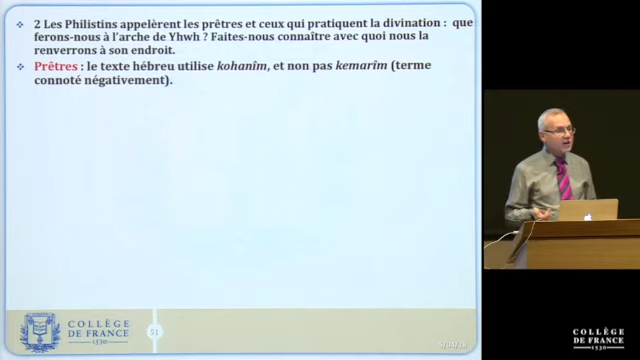 2 Les Philistins appelèrent les prêtres et ceux qui pratiquent la divination : que
ferons-nous à l'arche de Yhwh ? Faites-nous connaître avec quoi nous la
renverrons à son endroit.
Prêtres : le texte hébreu utilise kohanîm, et non pas kemarîm (terme
connoté négativement).
COLLÈGE
DE FRANCE
1530
51
COLLÈGE
DE FRANCE
1530